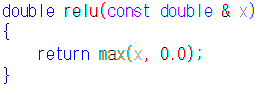 double relu(const double & x)
{
    return max(x, 0.0);
}